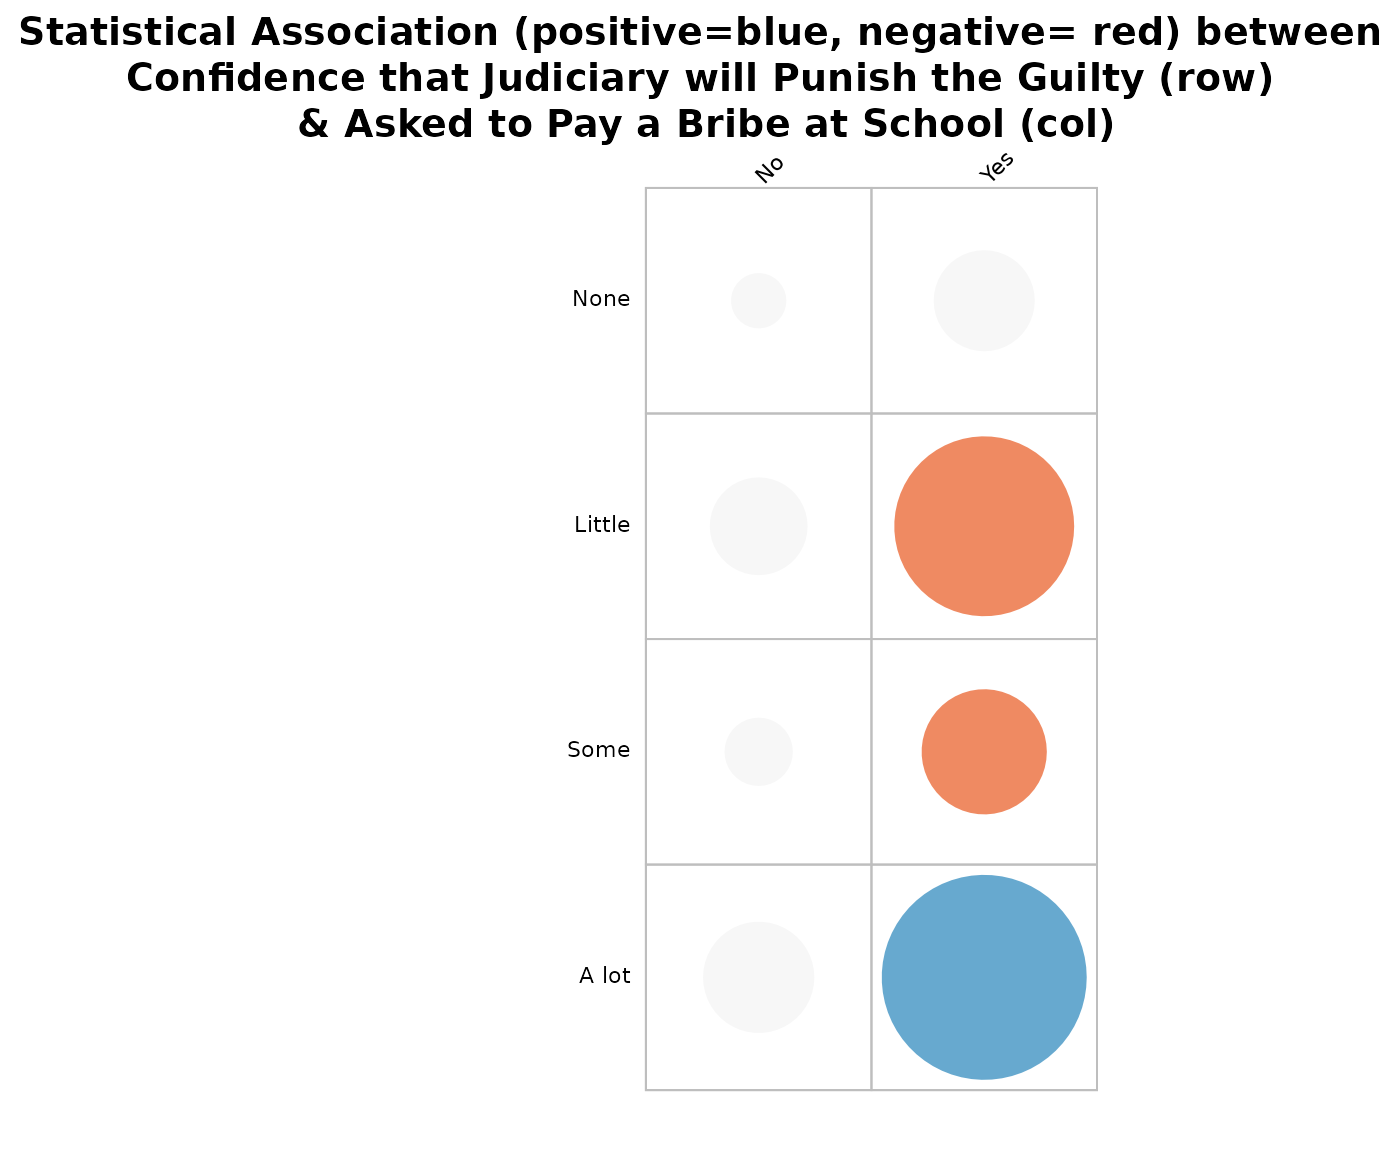 Statistical Association (positive=blue, negative= red) between
Confidence that Judiciary will Punish the Guilty (row)
& Asked to Pay a Bribe at School (col)
No
Yes
None
Little
Some
A lot